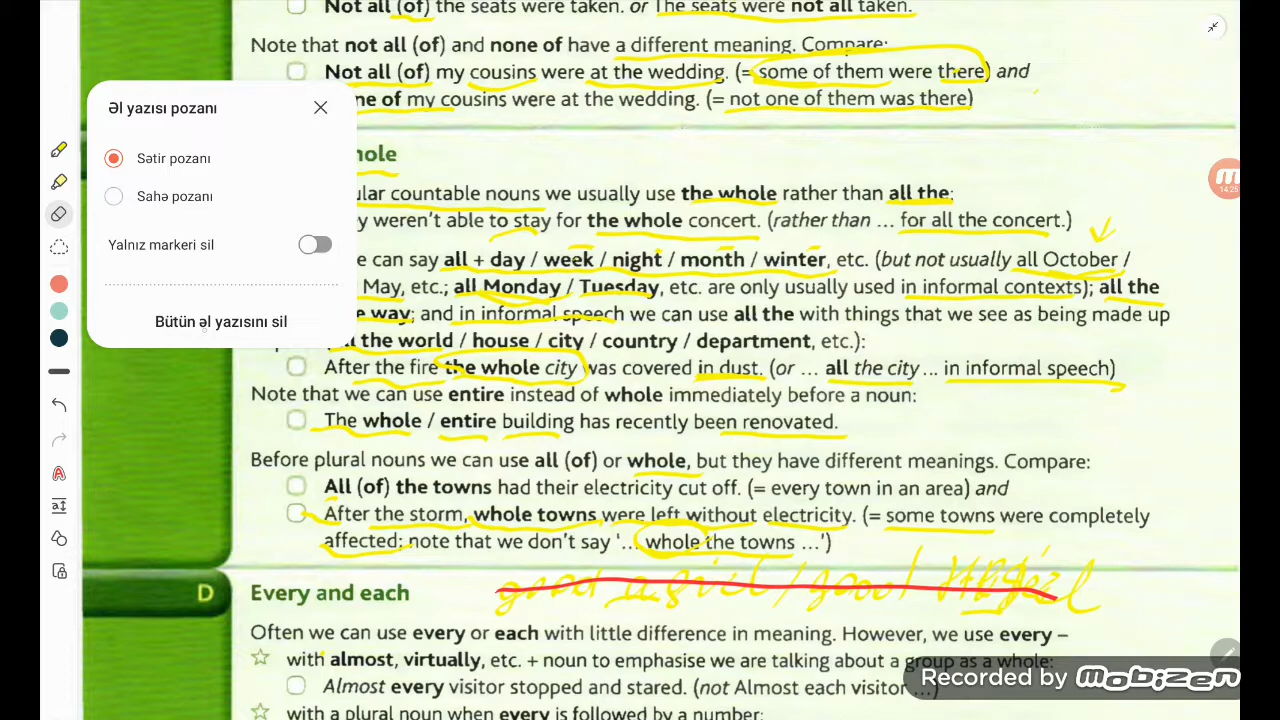 Not all (of) the seats were taken. or The seats were not all taken.
Note that not all (of) and none of have a different meaning. Compare:
Not all (of) my cousins were at the wedding. (= some of them were there) and
ne of my cousins were at the wedding. (= not one of them was there)
Əl yazısı pozanı
Sətir pozanı
Sahə pozanı
Yalnız markeri sil
Bütün əl yazısını sil
hole
ular countable nouns we usually use the whole rather than all the:
y weren't able to stay for the whole concert. (rather than … for all the concert.)
e can say all + day / week / night / month / winter, etc. (but not usually all October /
May, etc.; all Monday / Tuesday, etc. are only usually used in informal contexts); all the
e way; and in informal speech we can use all the with things that we see as being made up
the world / house / city / country / department, etc.):
After the fire the whole city was covered in dust. (or … all the city … in informal speech)
Note that we can use entire instead of whole immediately before a noun:
The whole / entire building has recently been renovated.
Before plural nouns we can use all (of) or whole, but they have different meanings. Compare:
All (of) the towns had their electricity cut off. (= every town in an area) and
After the storm, whole towns were left without electricity. (= some towns were completely
affected: note that we don't say '… whole the towns …')
good a girl / good
D
Every and each
Often we can use every or each with little difference in meaning. However, we use every –
with almost, virtually, etc. + noun to emphasise we are talking about a group as a whole:
Almost every visitor stopped and stared. (not Almost each visitor …)
with a plural noun when every is followed by a number:
14:25
Recorded by Mobizen